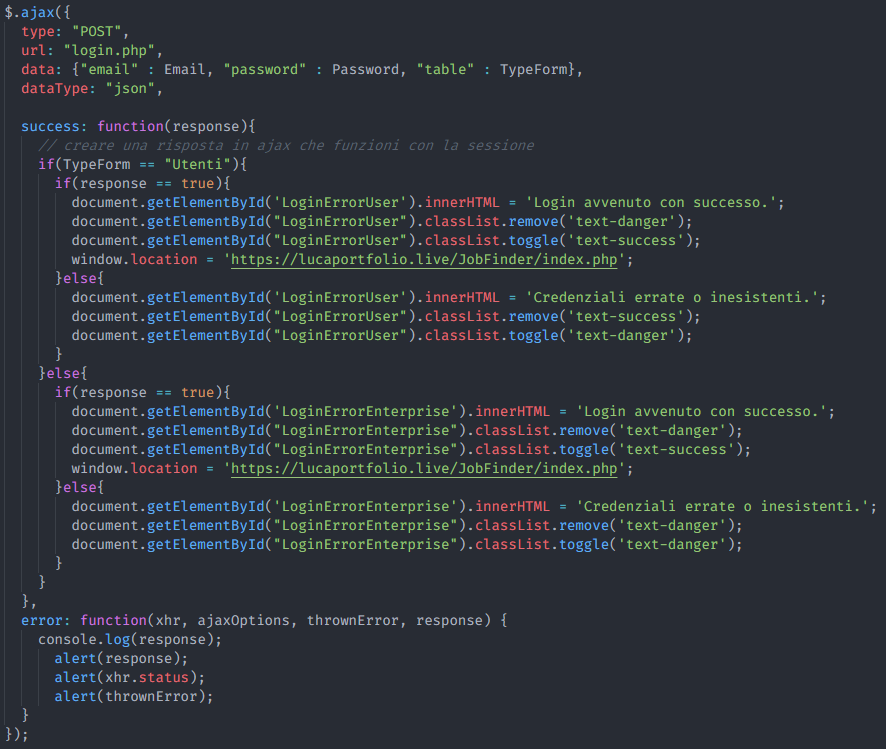 $.ajax({
type: "POST",
url: "login.php",
data: {"email" : Email, "password" : Password, "table" : TypeForm},
dataType: "json",
success: function(response){
// creare una risposta in ajax che funzioni con la sessione
if(TypeForm == "Utenti"){
if(response == true){
document.getElementById('LoginErrorUser').innerHTML = 'Login avvenuto con successo.';
document.getElementById("LoginErrorUser").classList.remove('text-danger');
document.getElementById("LoginErrorUser").classList.toggle('text-success');
window.location = 'https://lucaportfolio.live/JobFinder/index.php';
}else{
document.getElementById('LoginErrorUser').innerHTML = 'Credenziali errate o inesistenti.';
document.getElementById("LoginErrorUser").classList.remove('text-success');
document.getElementById("LoginErrorUser").classList.toggle('text-danger');
}
}else{
if(response == true){
document.getElementById('LoginErrorEnterprise').innerHTML = 'Login avvenuto con successo.';
document.getElementById("LoginErrorEnterprise").classList.remove('text-danger');
document.getElementById("LoginErrorEnterprise").classList.toggle('text-success');
window.location = 'https://lucaportfolio.live/JobFinder/index.php';
}else{
document.getElementById('LoginErrorEnterprise').innerHTML = 'Credenziali errate o inesistenti.';
document.getElementById("LoginErrorEnterprise").classList.remove('text-danger');
document.getElementById("LoginErrorEnterprise").classList.toggle('text-danger');
}
}
},
error: function(xhr, ajaxOptions, thrownError, response) {
console.log(response);
alert(response);
alert(xhr.status);
alert(thrownError);
}
});